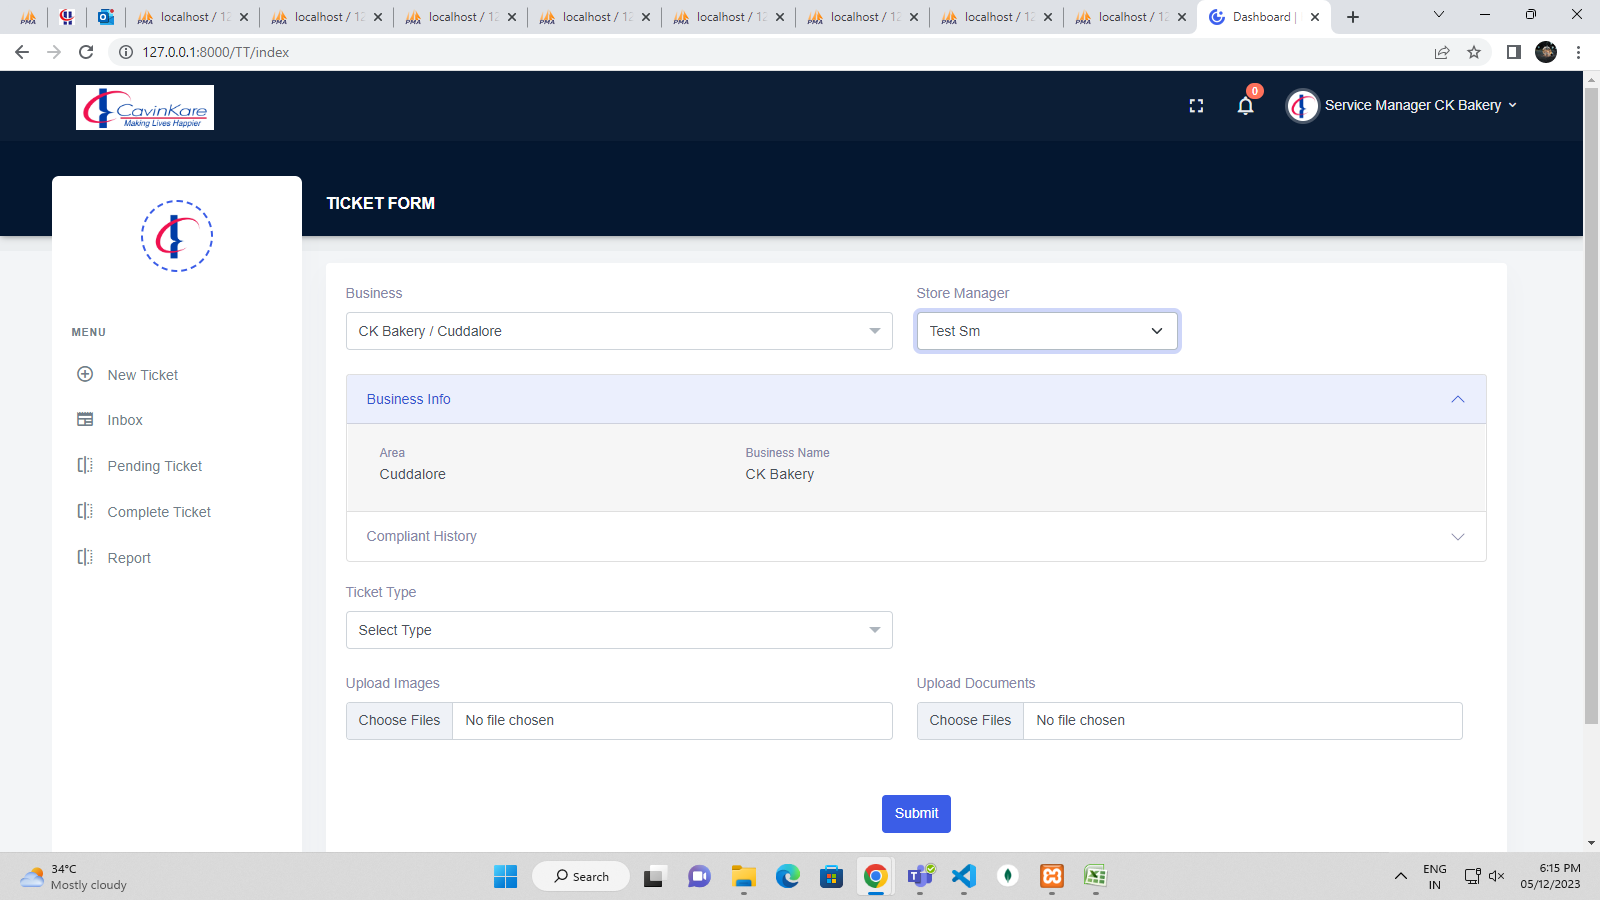 localhost / 12
localhost / 12
localhost / 12
localhost / 12
localhost / 12
localhost / 12
localhost / 12
localhost / 12
Dashboard |
127.0.0.1:8000/TT/index
CavinKare
Making Lives Happier
0
Service Manager CK Bakery
TICKET FORM
MENU
New Ticket
Inbox
Pending Ticket
Complete Ticket
Report
Business
Store Manager
CK Bakery / Cuddalore
Test Sm
Business Info
Area
Business Name
Cuddalore
CK Bakery
Compliant History
Ticket Type
Select Type
Upload Images
Upload Documents
Choose Files No file chosen
Choose Files No file chosen
Submit
34°C
Mostly cloudy
Search
ENG
IN
6:15 PM
05/12/2023